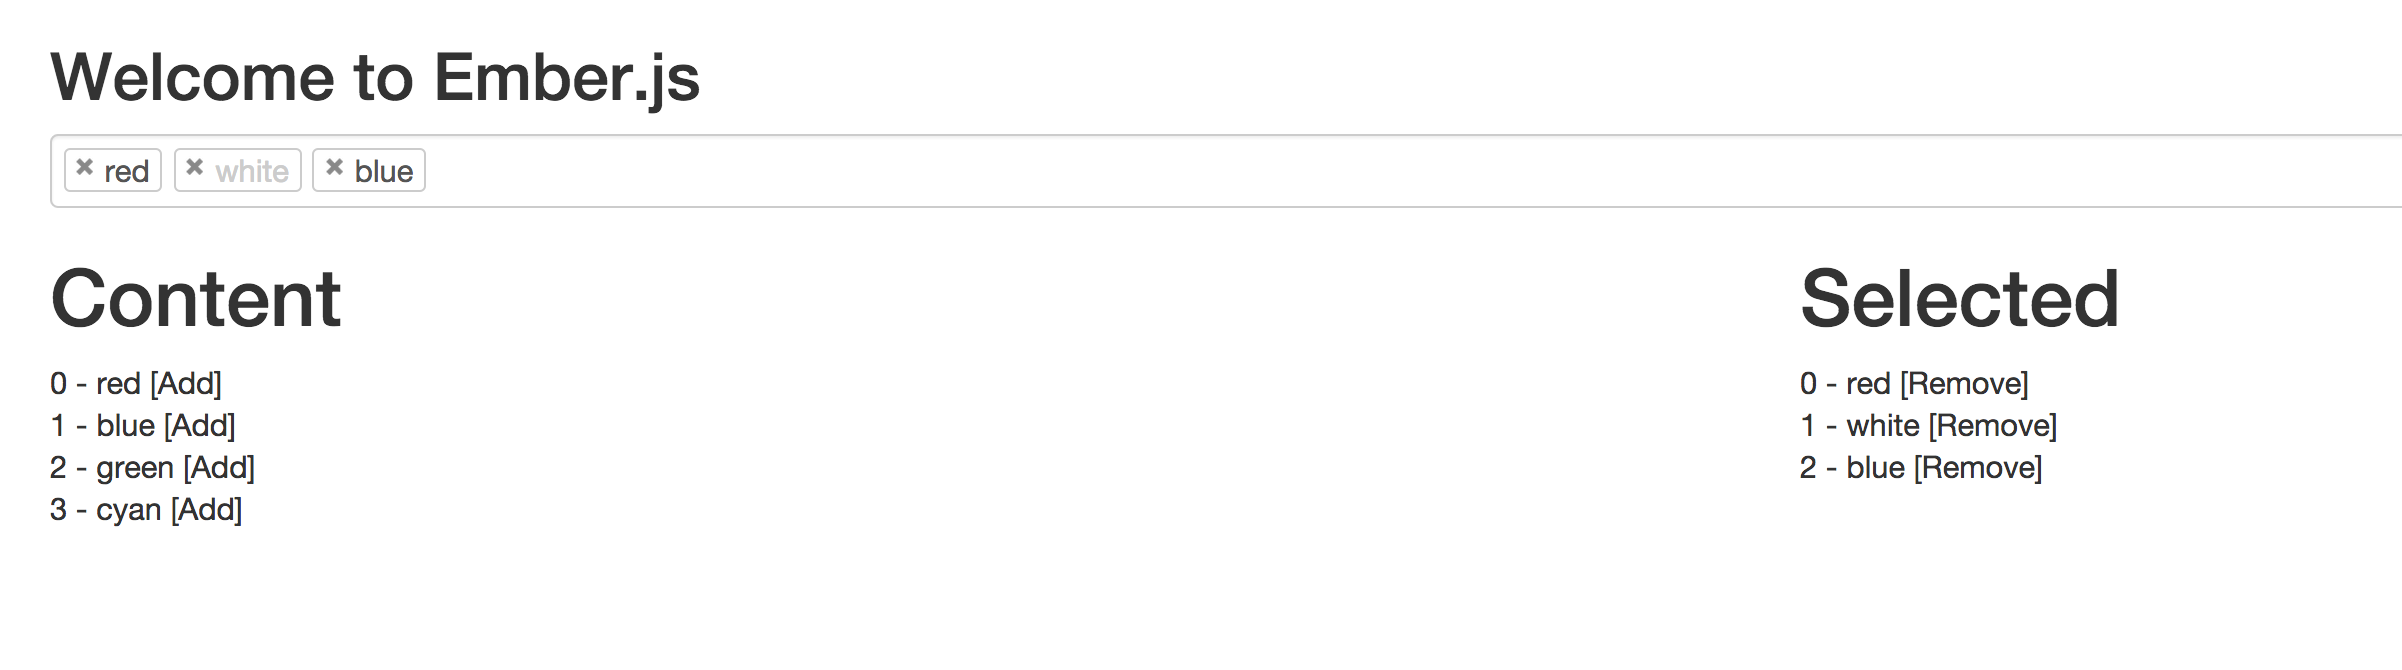 Welcome to Ember.js
× red × white × blue
Content
0 - red [Add]
1 - blue [Add]
2 - green [Add]
3 - cyan [Add]
Selected
0 - red [Remove]
1 - white [Remove]
2 - blue [Remove]